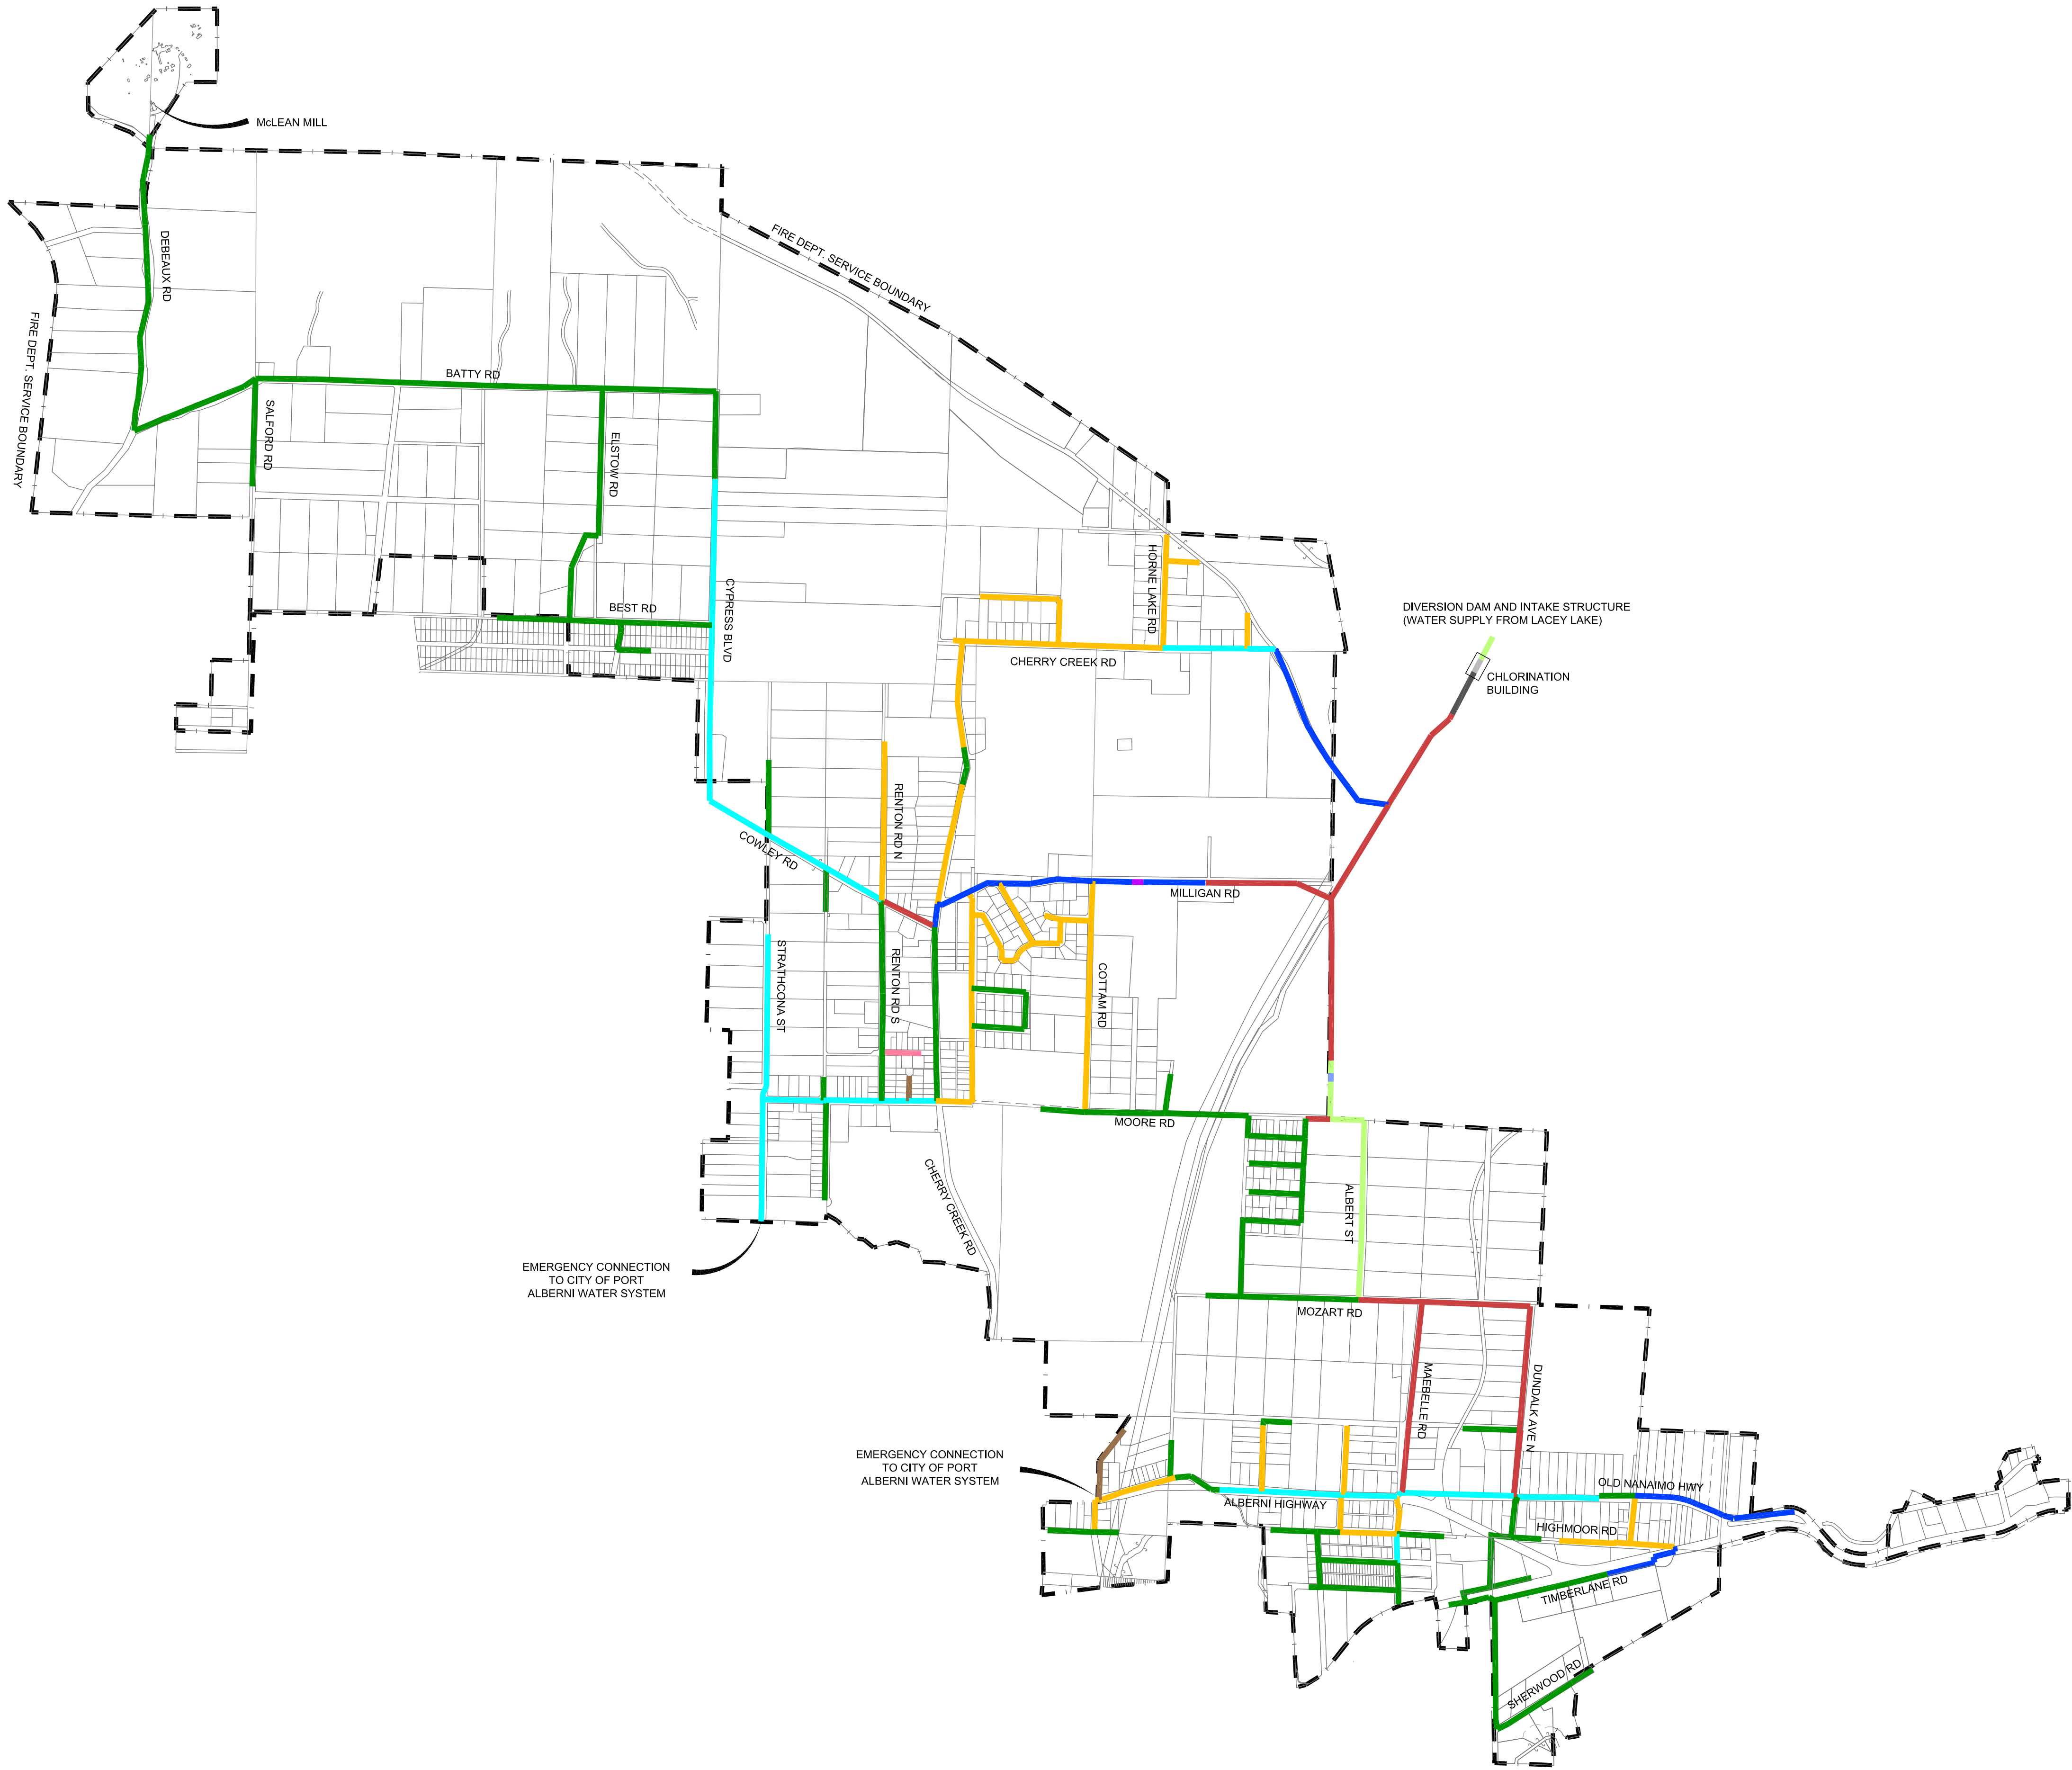 McLEAN MILL
FIRE DEPT. SERVICE BOUNDARY
DEBEAUX RD
FIRE DEPT. SERVICE BOUNDARY
BATTY RD
SALFORD RD
ELSTOW RD
CYPRESS BLVD
BEST RD
HORNE LAKE RD
CHERRY CREEK RD
DIVERSION DAM AND INTAKE STRUCTURE
(WATER SUPPLY FROM LACEY LAKE)
CHLORINATION
BUILDING
RENTON RD N
COWLEY RD
MILLIGAN RD
STRATHCONA ST
RENTON RD S
COTTAM RD
MOORE RD
CHERRY CREEK RD
ALBERT ST
EMERGENCY CONNECTION
TO CITY OF PORT
ALBERNI WATER SYSTEM
MOZART RD
MAEBELLE RD
DUNDALK AVE N
EMERGENCY CONNECTION
TO CITY OF PORT
ALBERNI WATER SYSTEM
ALBERNI HIGHWAY
OLD NANAIMO HWY
HIGHMOOR RD
TIMBERLANE RD
SHERWOOD RD